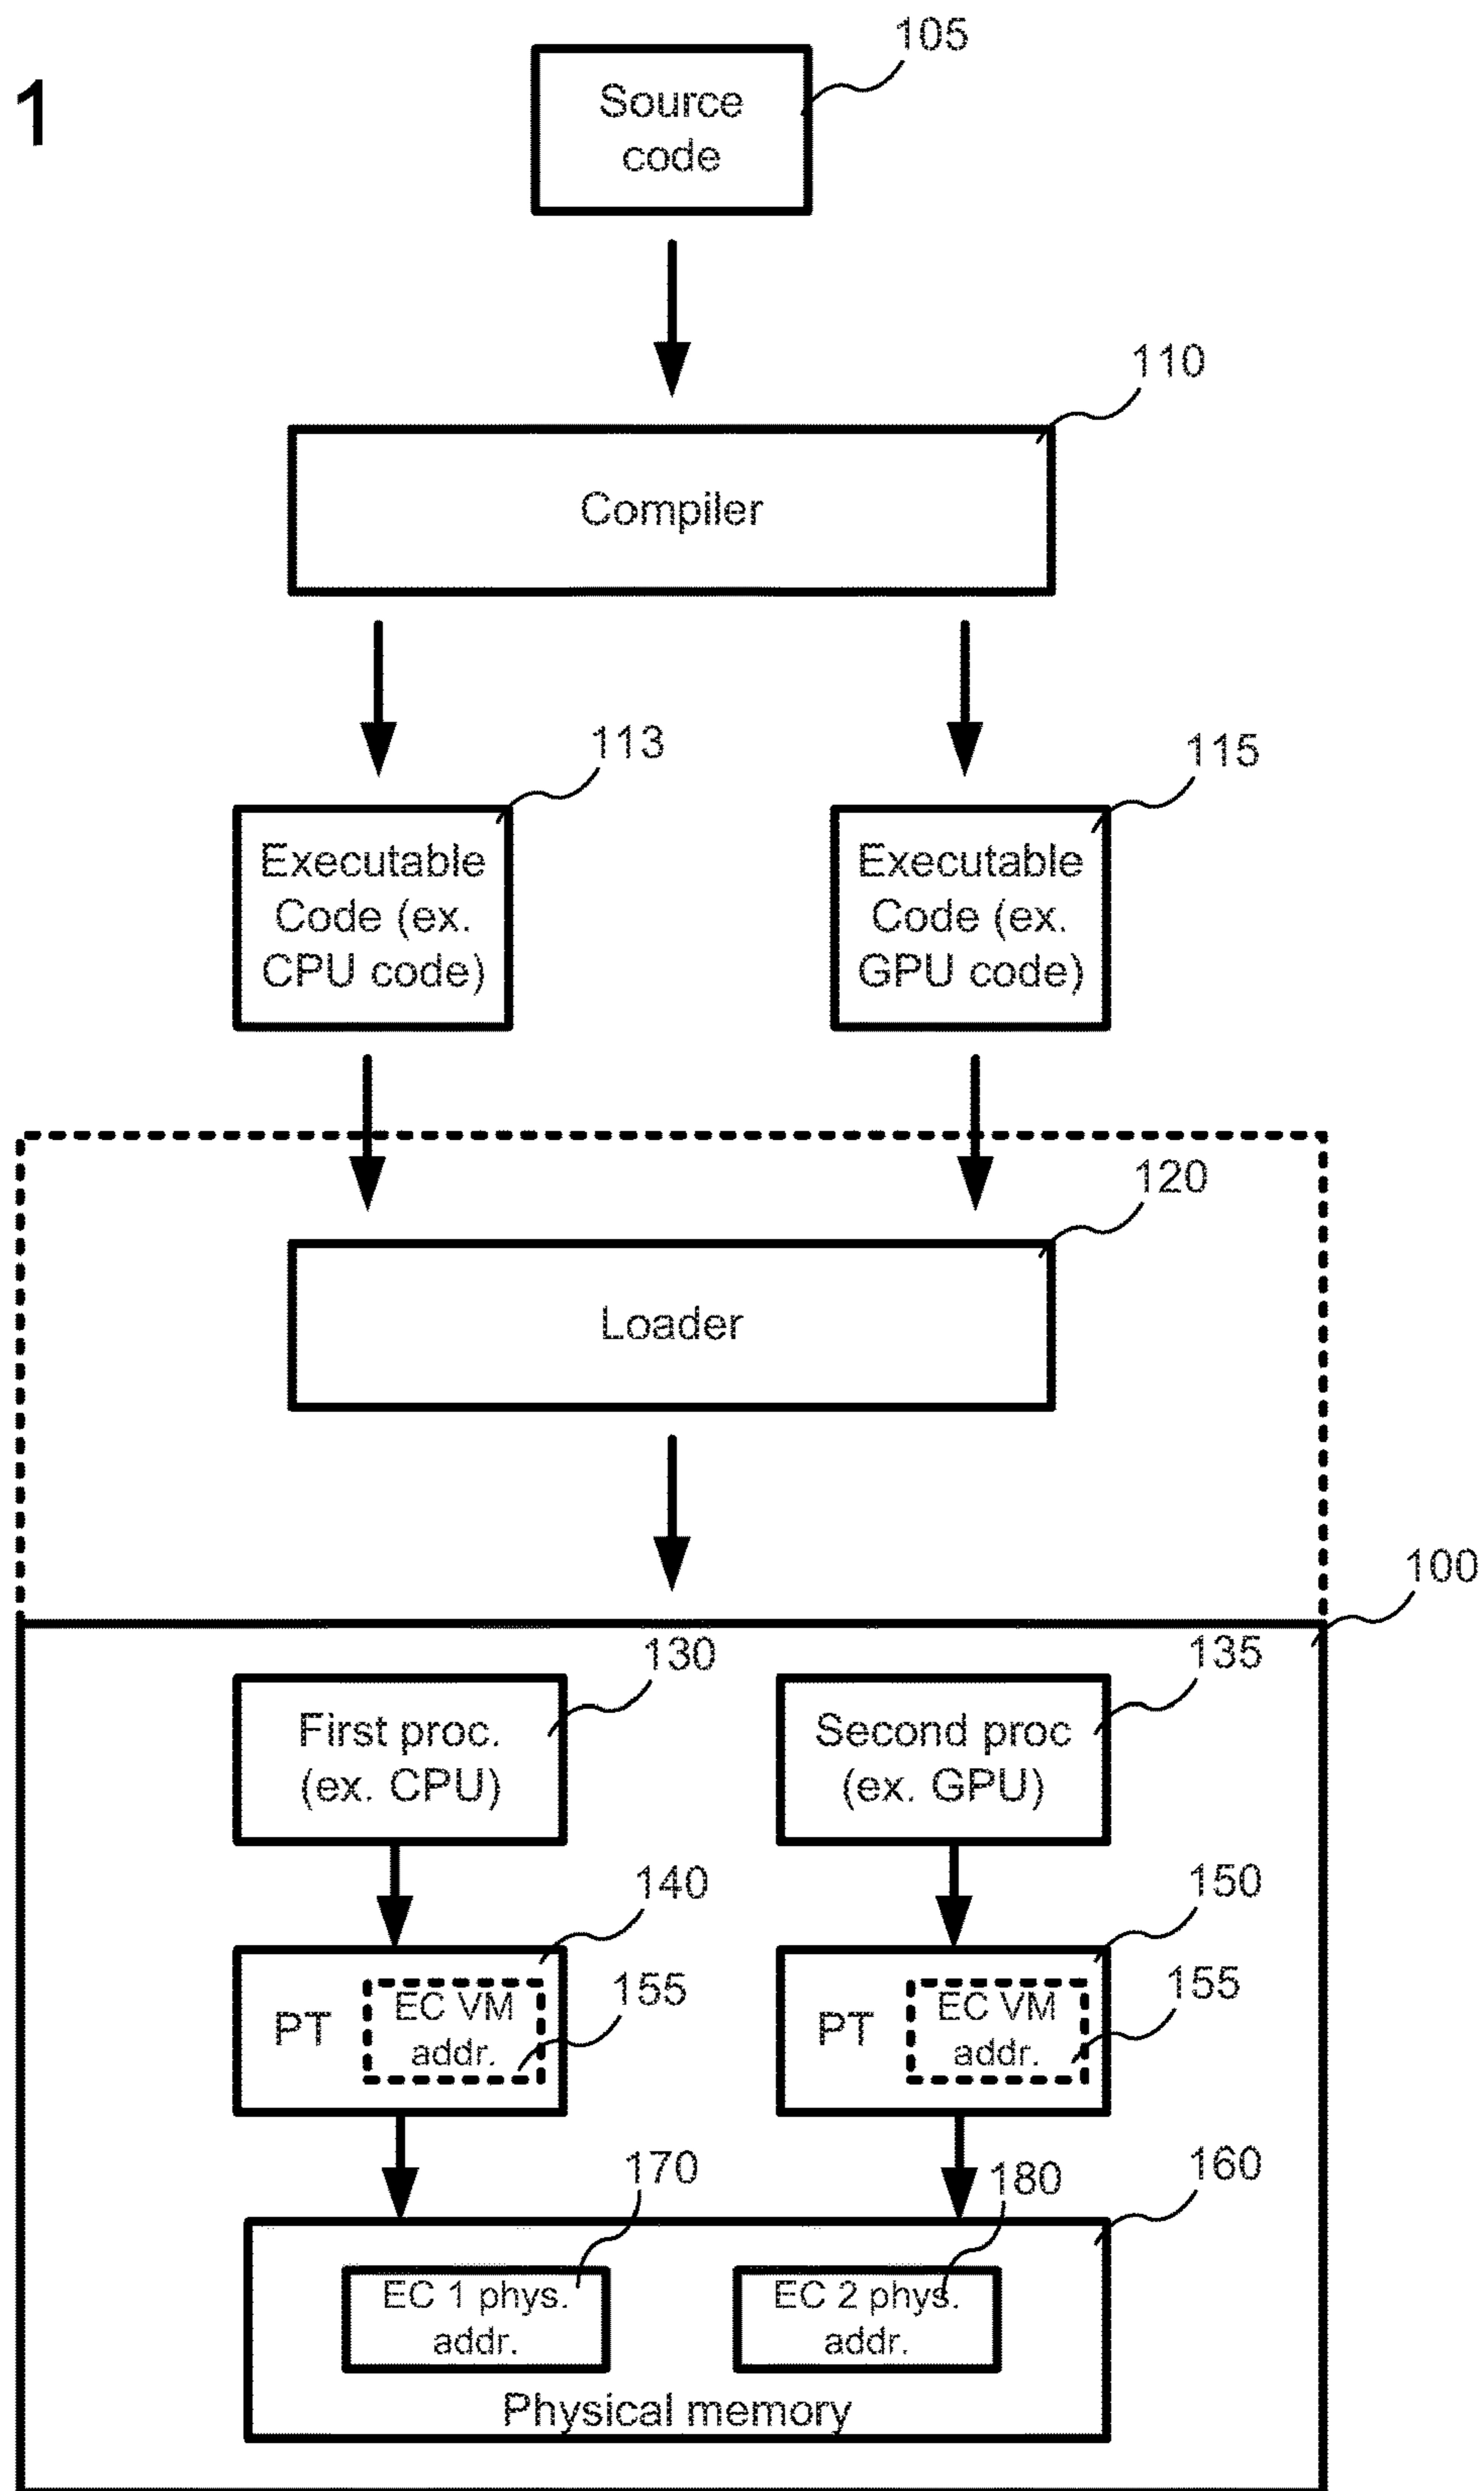 1
105
Source
code
110
Compiler
113
115
Executable
Code (ex.
CPU code)
Executable
Code (ex.
GPU code)
120
Loader
100
130
135
First proc.
(ex. CPU)
Second proc
(ex. GPU)
140
150
PT
EC VM
addr.
155
PT
EC VM
addr.
155
170
180
160
EC 1 phys.
addr.
EC 2 phys.
addr.
Physical memory